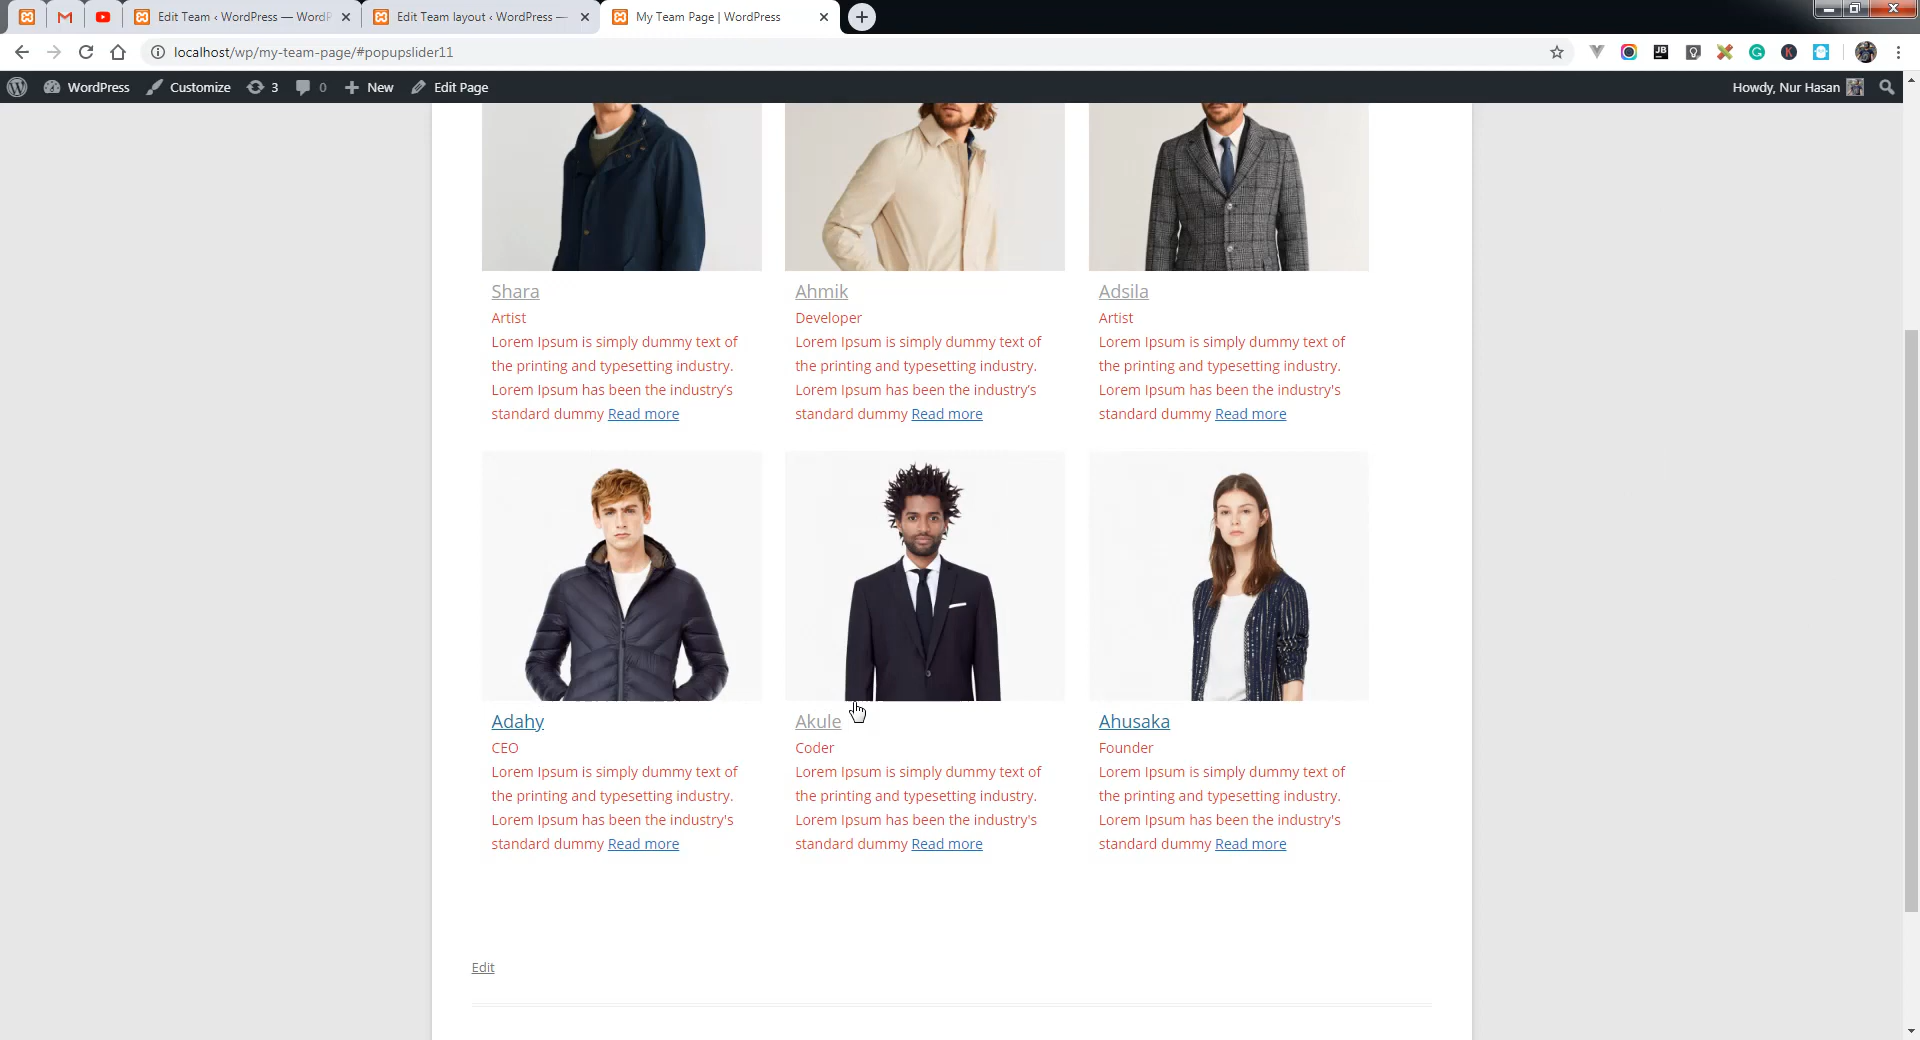 Edit Team ‹ WordPress — WordP
Edit Team layout ‹ WordPress —
My Team Page | WordPress
localhost/wp/my-team-page/#popupslider11
WordPress Customize 3 0 New Edit Page Howdy, Nur Hasan
Shara
Artist
Lorem Ipsum is simply dummy text of
the printing and typesetting industry.
Lorem Ipsum has been the industry’s
standard dummy Read more
Ahmik
Developer
Lorem Ipsum is simply dummy text of
the printing and typesetting industry.
Lorem Ipsum has been the industry’s
standard dummy Read more
Adsila
Artist
Lorem Ipsum is simply dummy text of
the printing and typesetting industry.
Lorem Ipsum has been the industry's
standard dummy Read more
Adahy
CEO
Lorem Ipsum is simply dummy text of
the printing and typesetting industry.
Lorem Ipsum has been the industry's
standard dummy Read more
Akule
Coder
Lorem Ipsum is simply dummy text of
the printing and typesetting industry.
Lorem Ipsum has been the industry's
standard dummy Read more
Ahusaka
Founder
Lorem Ipsum is simply dummy text of
the printing and typesetting industry.
Lorem Ipsum has been the industry's
standard dummy Read more
Edit